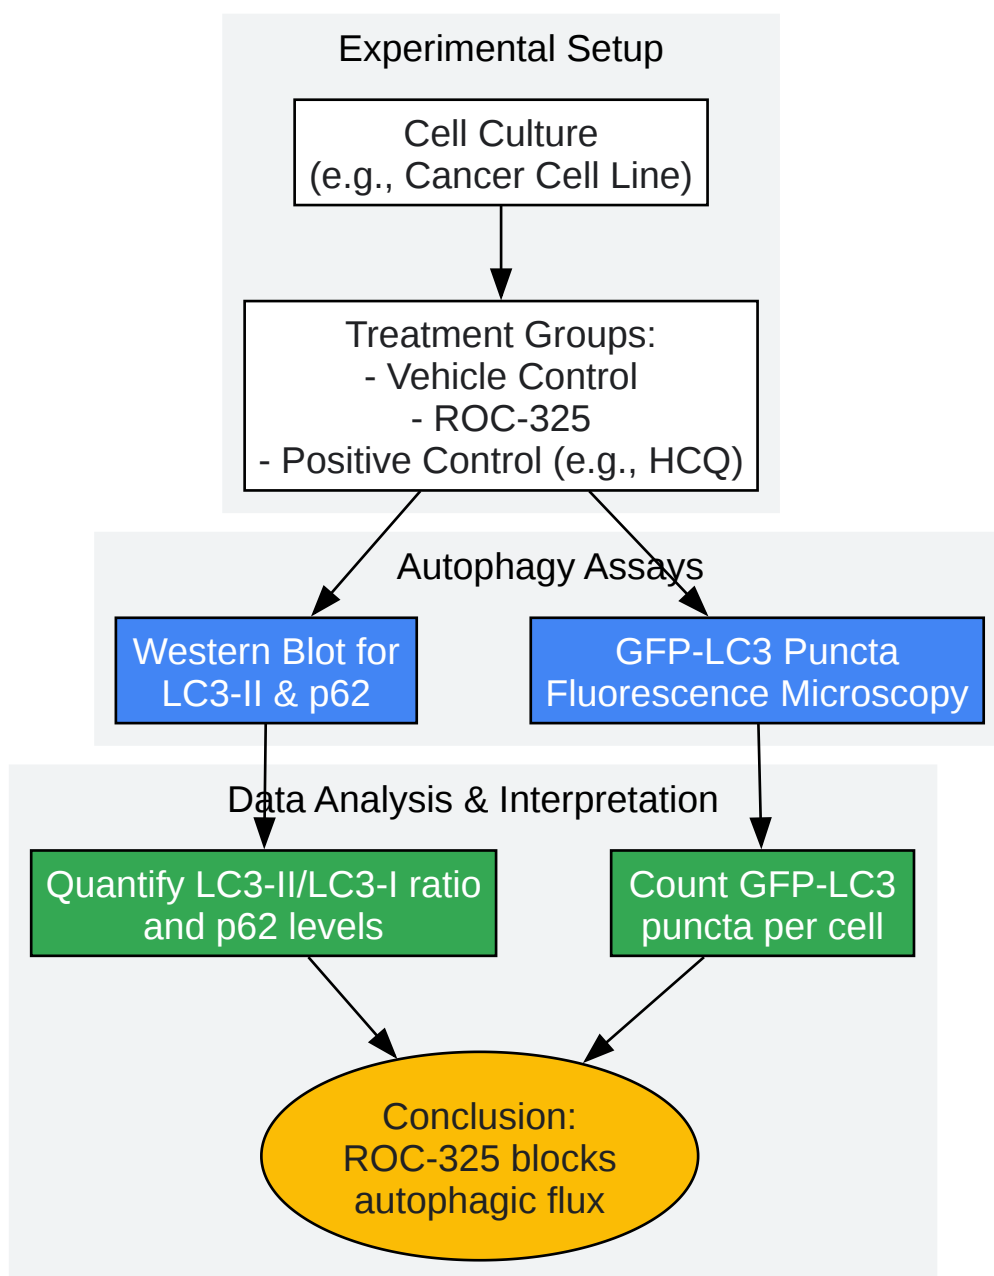 Experimental Setup
Cell Culture
(e.g., Cancer Cell Line)
Treatment Groups:
- Vehicle Control
- ROC-325
- Positive Control (e.g., HCQ)
Autophagy Assays
Western Blot for
LC3-II & p62
GFP-LC3 Puncta
Fluorescence Microscopy
Data Analysis & Interpretation
Quantify LC3-II/LC3-I ratio
and p62 levels
Count GFP-LC3
puncta per cell
Conclusion:
ROC-325 blocks
autophagic flux